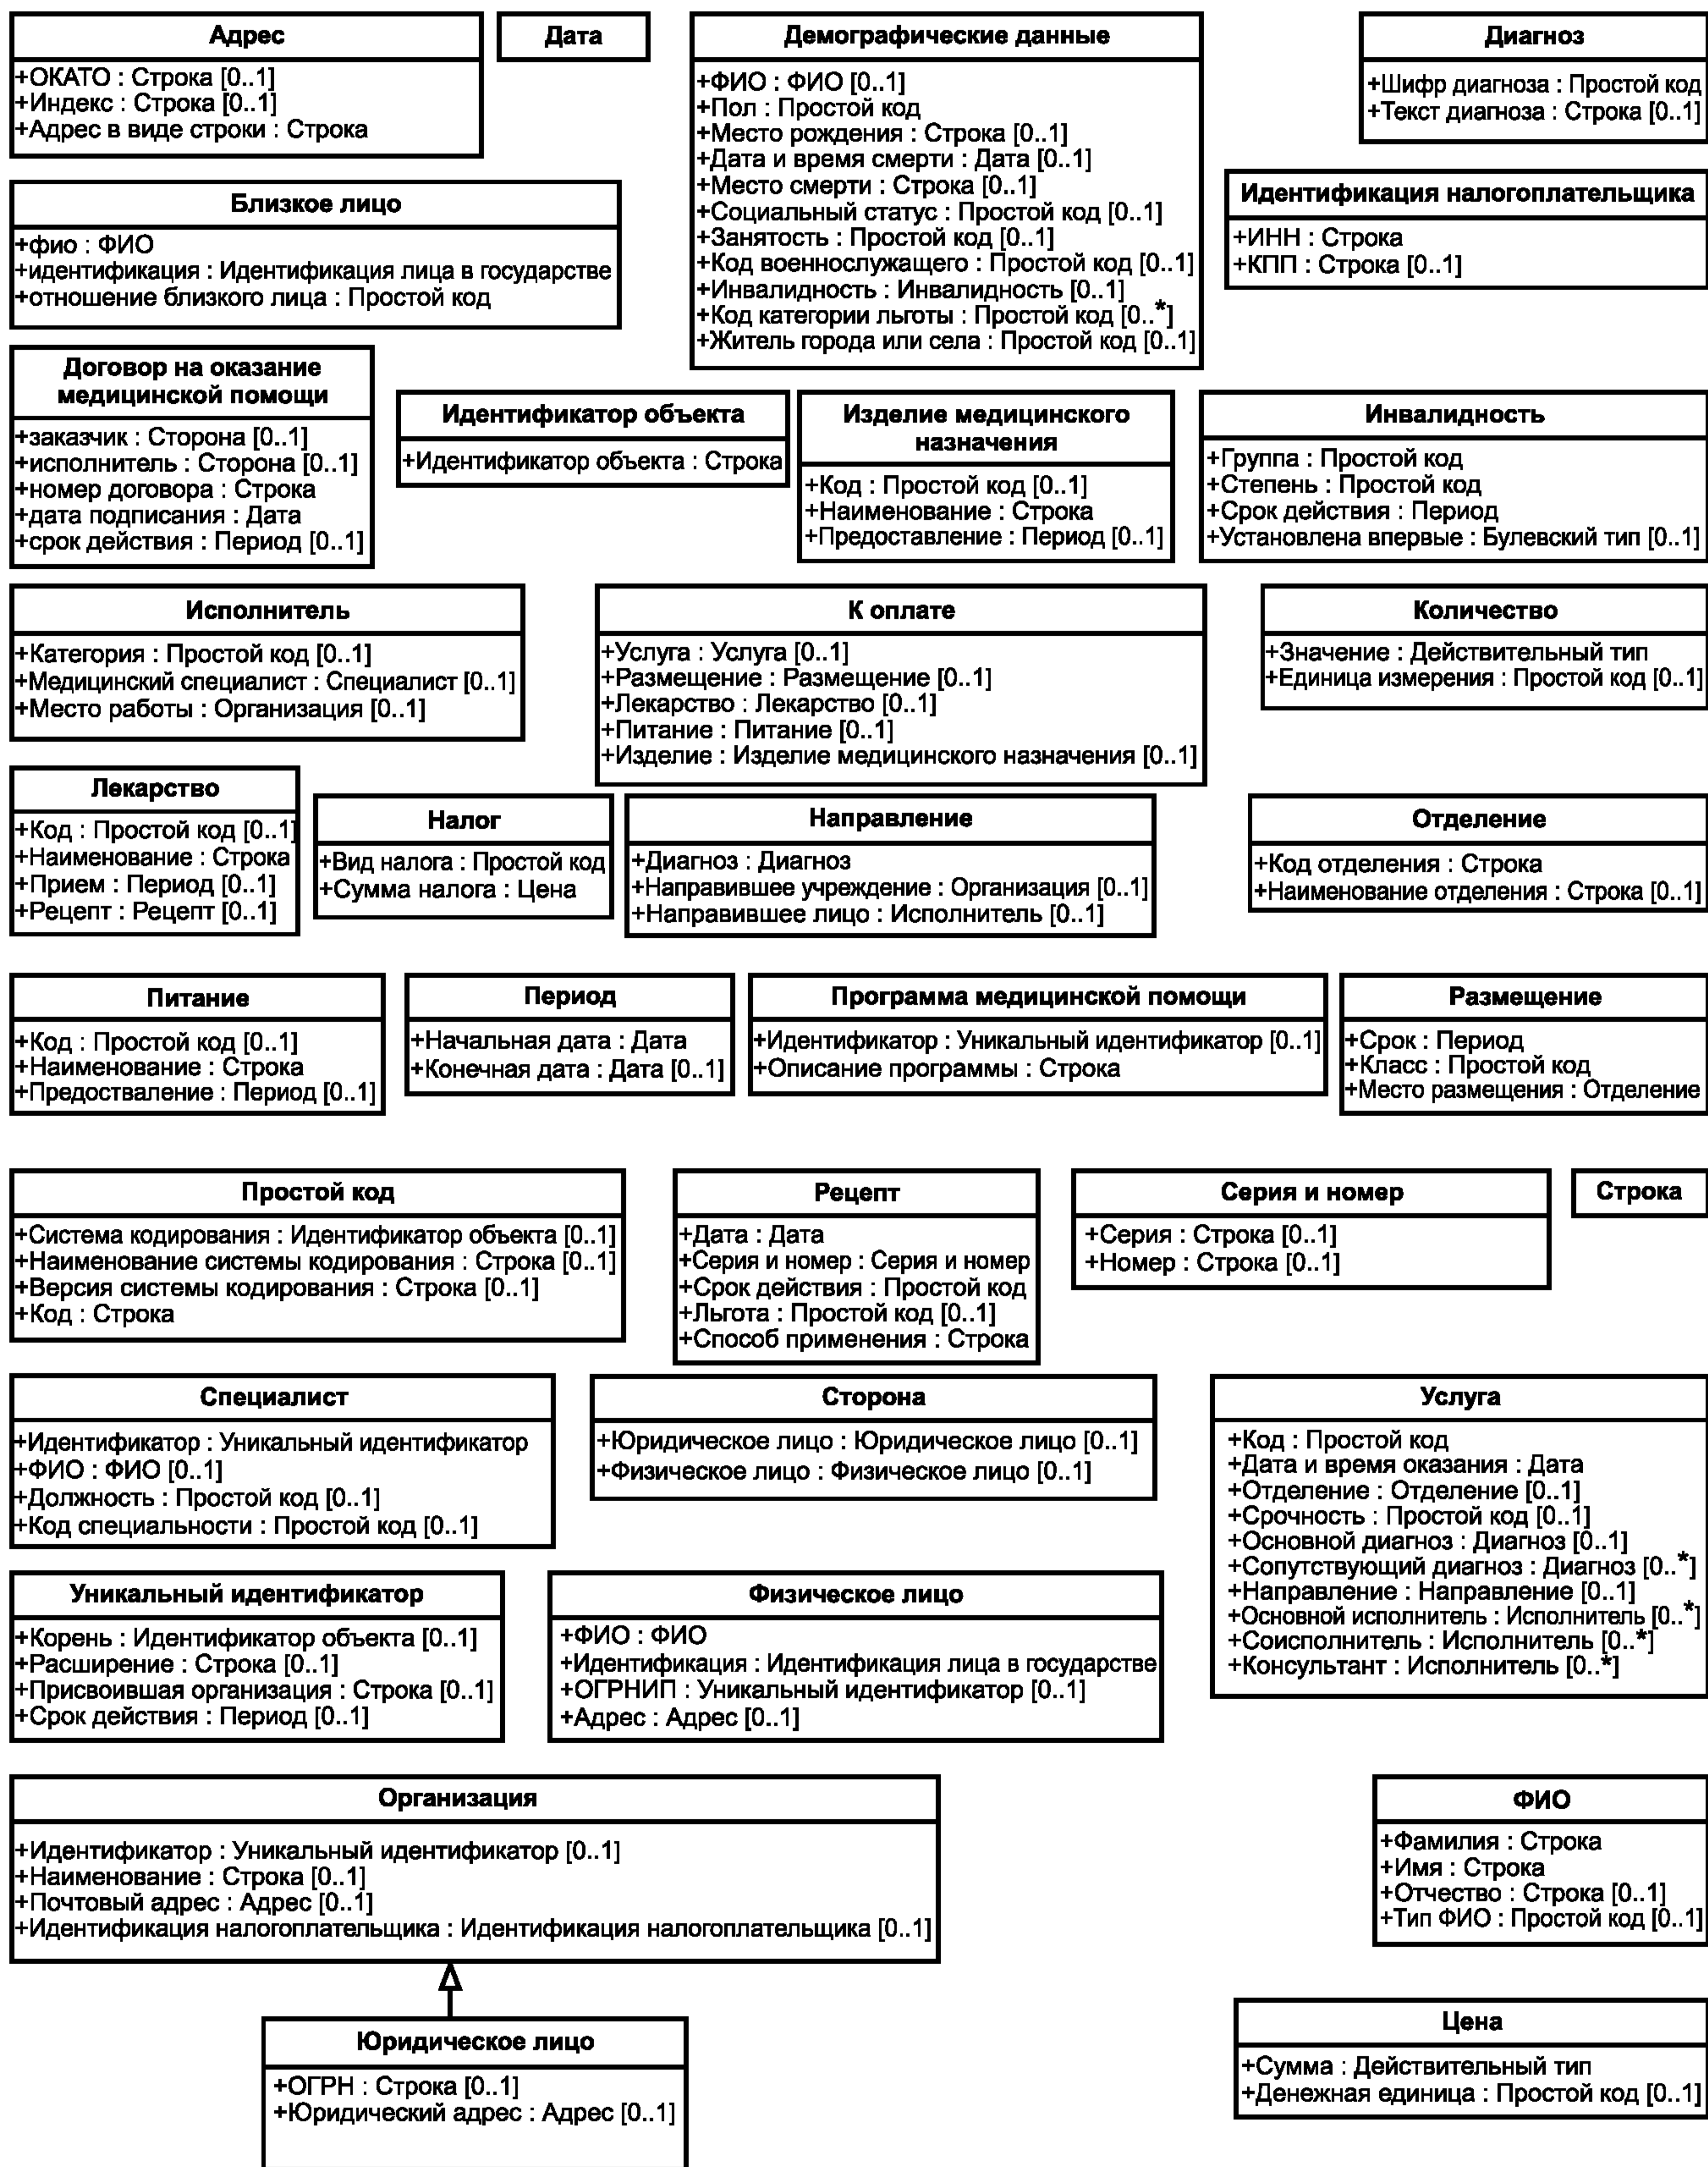 Адрес
+ОКАТО : Строка [0..1]
+Индекс : Строка [0..1]
+Адрес в виде строки : Строка
Дата
Демографические данные
+ФИО : ФИО [0..1]
+Пол : Простой код
+Место рождения : Строка [0..1]
+Дата и время смерти : Дата [0..1]
+Место смерти : Строка [0..1]
+Социальный статус : Простой код [0..1]
+Занятость : Простой код [0..1]
+Код военнослужащего : Простой код [0..1]
+Инвалидность : Инвалидность [0..1]
+Код категории льготы : Простой код [0..*]
+Житель города или села : Простой код [0..1]
Диагноз
+Шифр диагноза : Простой код
+Текст диагноза : Строка [0..1]
Близкое лицо
+фио : ФИО
+идентификация : Идентификация лица в государстве
+отношение близкого лица : Простой код
Идентификация налогоплательщика
+ИНН : Строка
+КПП : Строка [0..1]
Договор на оказание
медицинской помощи
+заказчик : Сторона [0..1]
+исполнитель : Сторона [0..1]
+номер договора : Строка
+дата подписания : Дата
+срок действия : Период [0..1]
Идентификатор объекта
+Идентификатор объекта : Строка
Изделие медицинского
назначения
+Код : Простой код [0..1]
+Наименование : Строка
+Предоставление : Период [0..1]
Инвалидность
+Группа : Простой код
+Степень : Простой код
+Срок действия : Период
+Установлена впервые : Булевский тип [0..1]
Исполнитель
+Категория : Простой код [0..1]
+Медицинский специалист : Специалист [0..1]
+Место работы : Организация [0..1]
К оплате
+Услуга : Услуга [0..1]
+Размещение : Размещение [0..1]
+Лекарство : Лекарство [0..1]
+Питание : Питание [0..1]
+Изделие : Изделие медицинского назначения [0..1]
Количество
+Значение : Действительный тип
+Единица измерения : Простой код [0..1]
Лекарство
+Код : Простой код [0..1]
+Наименование : Строка
+Прием : Период [0..1]
+Рецепт : Рецепт [0..1]
Налог
+Вид налога : Простой код
+Сумма налога : Цена
Направление
+Диагноз : Диагноз
+Направившее учреждение : Организация [0..1]
+Направившее лицо : Исполнитель [0..1]
Отделение
+Код отделения : Строка
+Наименование отделения : Строка [0..1]
Питание
+Код : Простой код [0..1]
+Наименование : Строка
+Предостваление : Период [0..1]
Период
+Начальная дата : Дата
+Конечная дата : Дата [0..1]
Программа медицинской помощи
+Идентификатор : Уникальный идентификатор [0..1]
+Описание программы : Строка
Размещение
+Срок : Период
+Класс : Простой код
+Место размещения : Отделение
Простой код
+Система кодирования : Идентификатор объекта [0..1]
+Наименование системы кодирования : Строка [0..1]
+Версия системы кодирования : Строка [0..1]
+Код : Строка
Рецепт
+Дата : Дата
+Серия и номер : Серия и номер
+Срок действия : Простой код
+Льгота : Простой код [0..1]
+Способ применения : Строка
Серия и номер
+Серия : Строка [0..1]
+Номер : Строка [0..1]
Строка
Специалист
+Идентификатор : Уникальный идентификатор
+ФИО : ФИО [0..1]
+Должность : Простой код [0..1]
+Код специальности : Простой код [0..1]
Сторона
+Юридическое лицо : Юридическое лицо [0..1]
+Физическое лицо : Физическое лицо [0..1]
Услуга
+Код : Простой код
+Дата и время оказания : Дата
+Отделение : Отделение [0..1]
+Срочность : Простой код [0..1]
+Основной диагноз : Диагноз [0..1]
+Сопутствующий диагноз : Диагноз [0..*]
+Направление : Направление [0..1]
+Основной исполнитель : Исполнитель [0..*]
+Соисполнитель : Исполнитель [0..*]
+Консультант : Исполнитель [0..*]
Уникальный идентификатор
+Корень : Идентификатор объекта [0..1]
+Расширение : Строка [0..1]
+Присвоившая организация : Строка [0..1]
+Срок действия : Период [0..1]
Физическое лицо
+ФИО : ФИО
+Идентификация : Идентификация лица в государстве
+ОГРНИП : Уникальный идентификатор [0..1]
+Адрес : Адрес [0..1]
Организация
+Идентификатор : Уникальный идентификатор [0..1]
+Наименование : Строка [0..1]
+Почтовый адрес : Адрес [0..1]
+Идентификация налогоплательщика : Идентификация налогоплательщика [0..1]
ФИО
+Фамилия : Строка
+Имя : Строка
+Отчество : Строка [0..1]
+Тип ФИО : Простой код [0..1]
Юридическое лицо
+ОГРН : Строка [0..1]
+Юридический адрес : Адрес [0..1]
Цена
+Сумма : Действительный тип
+Денежная единица : Простой код [0..1]